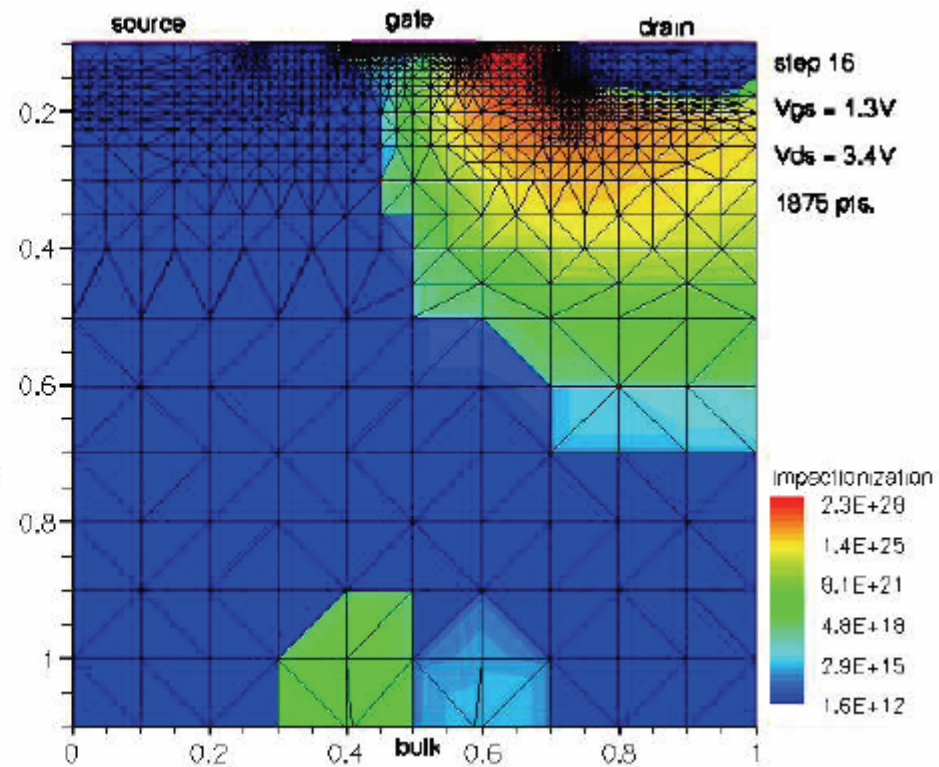 source
gate
drain
step 16
Vgs = 1.3V
Vds = 3.4V
1875 pts.
0.2
0.4
0.6
0.8
1
impactionization
2.3E+28
1.4E+25
8.1E+21
4.8E+18
2.9E+15
1.6E+12
0
0.2
0.4
bulk
0.6
0.8
1